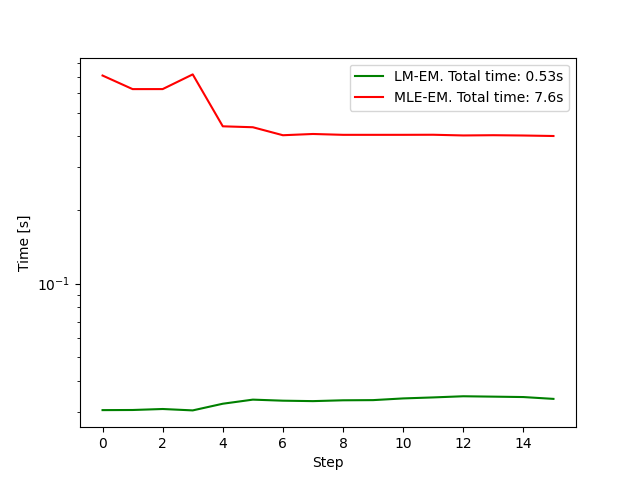 LM-EM. Total time: 0.53s
MLE-EM. Total time: 7.6s
Time [s]
10⁻¹
0 2 4 6 8 10 12 14
Step